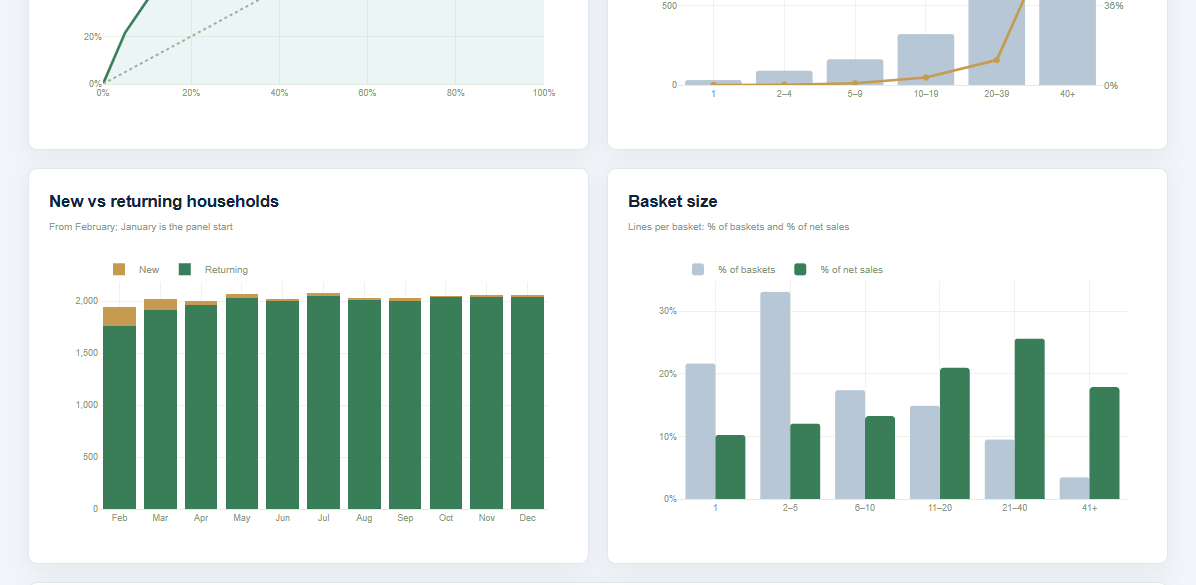 20%
0%
0% 20% 40% 60% 80% 100%
500 36%
0 0%
1 2–4 5–9 10–19 20–39 40+
New vs returning households
From February; January is the panel start
New Returning
2,000
1,500
1,000
500
0
Feb Mar Apr May Jun Jul Aug Sep Oct Nov Dec
Basket size
Lines per basket: % of baskets and % of net sales
% of baskets % of net sales
30%
20%
10%
0%
1 2–5 6–10 11–20 21–40 41+